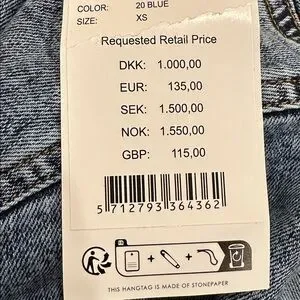 COLOR: 20 BLUE
SIZE: XS
Requested Retail Price
DKK: 1.000,00
EUR: 135,00
SEK: 1.500,00
NOK: 1.550,00
GBP: 115,00
5 712793 364362
THIS HANGTAG IS MADE OF STONEPAPER